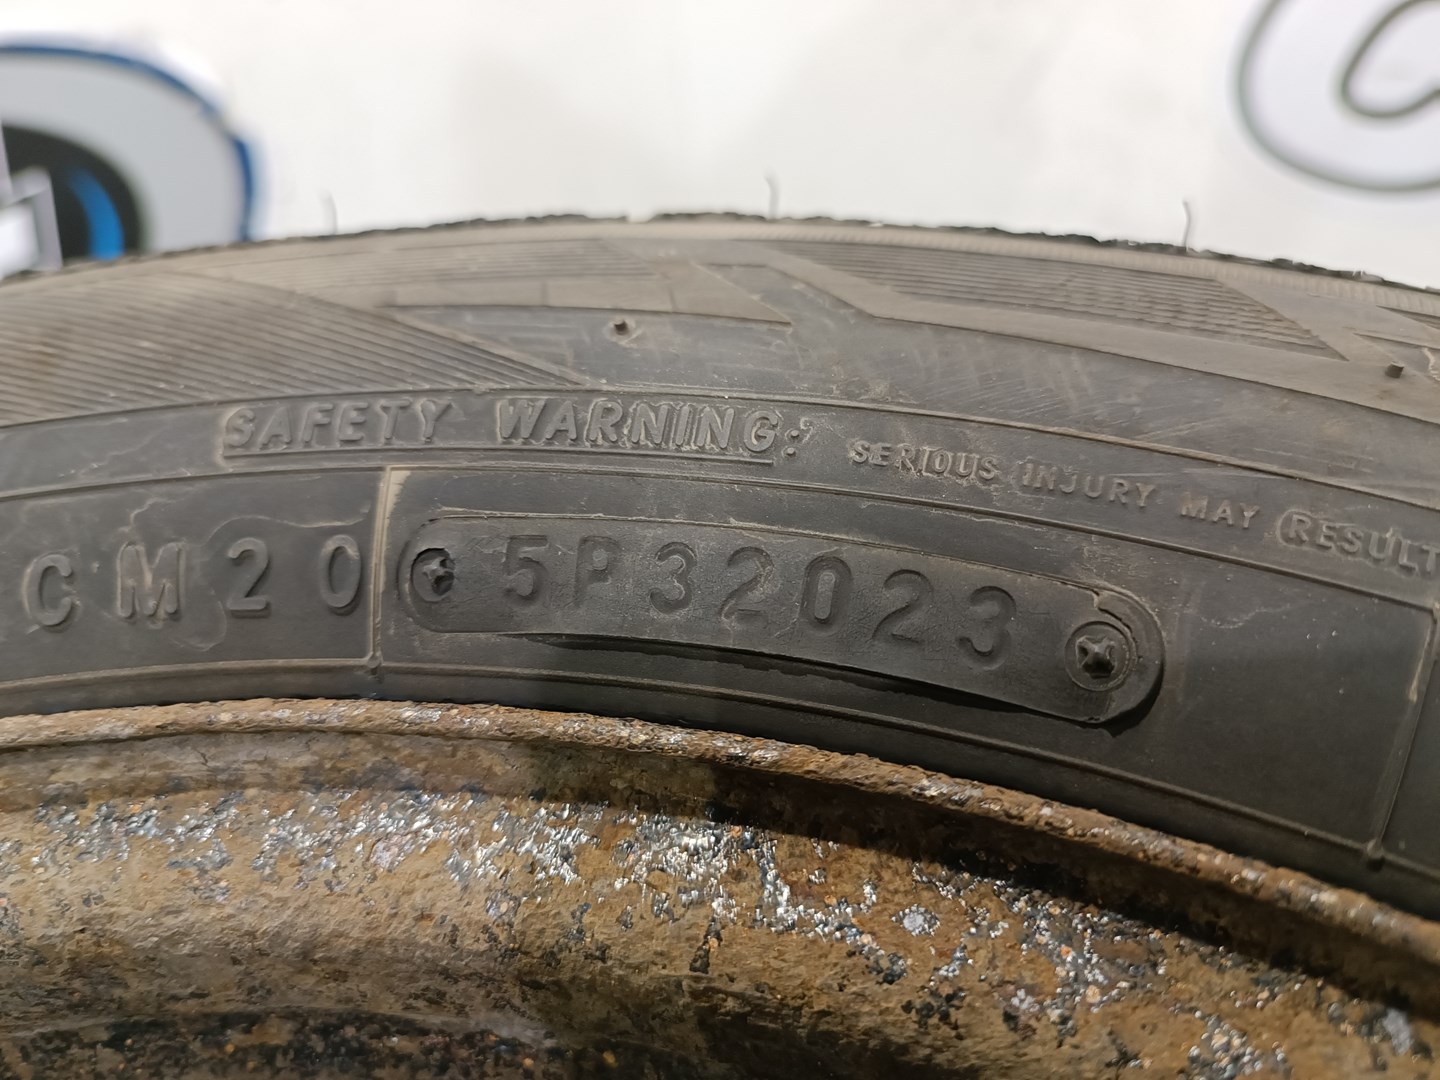 SAFETY WARNING: SERIOUS INJURY MAY RESULT
CM20 5P32023